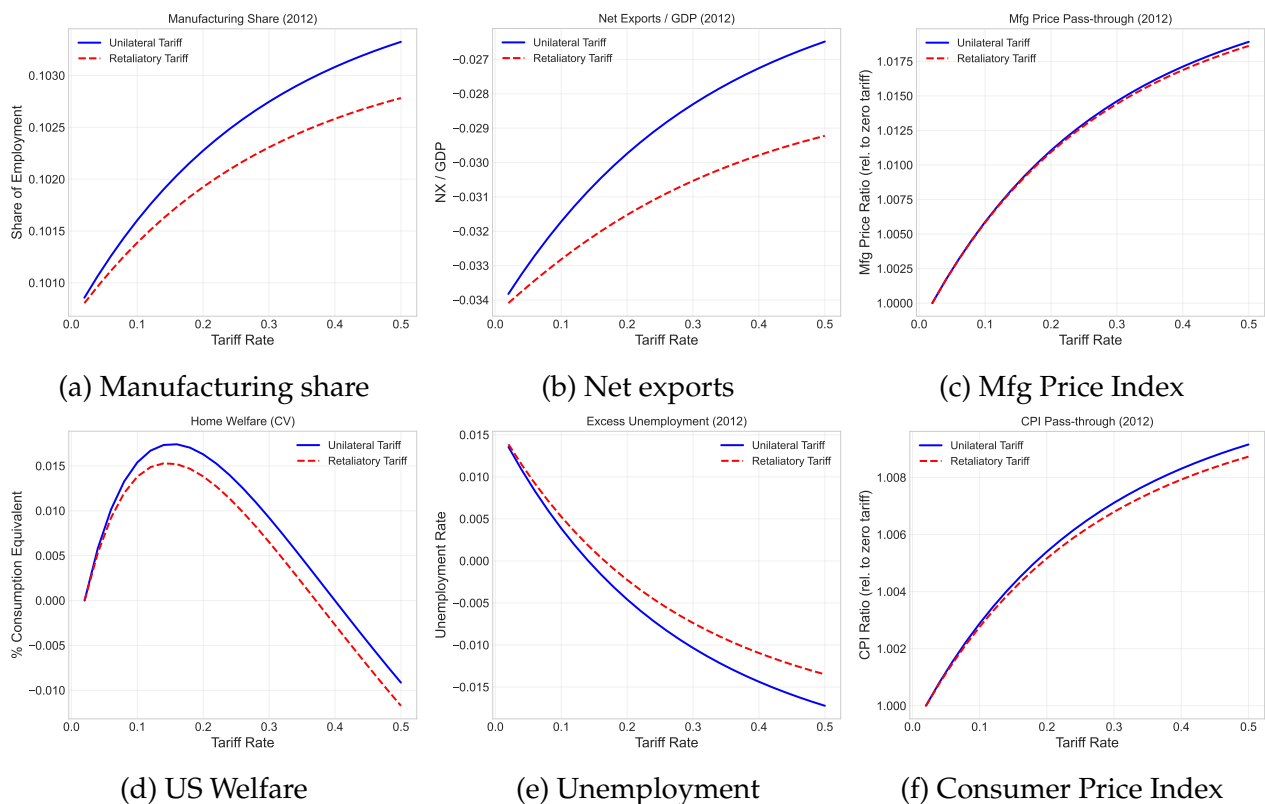 Manufacturing Share (2012)
Unilateral Tariff
Retaliatory Tariff
Share of Employment
0.1030
0.1025
0.1020
0.1015
0.1010
0.0 0.1 0.2 0.3 0.4 0.5
Tariff Rate
(a) Manufacturing share
Net Exports / GDP (2012)
Unilateral Tariff
Retaliatory Tariff
NX / GDP
−0.027
−0.028
−0.029
−0.030
−0.031
−0.032
−0.033
−0.034
0.0 0.1 0.2 0.3 0.4 0.5
Tariff Rate
(b) Net exports
Mfg Price Pass-through (2012)
Unilateral Tariff
Retaliatory Tariff
Mfg Price Ratio (rel. to zero tariff)
1.0175
1.0150
1.0125
1.0100
1.0075
1.0050
1.0025
1.0000
0.0 0.1 0.2 0.3 0.4 0.5
Tariff Rate
(c) Mfg Price Index
Home Welfare (CV)
Unilateral Tariff
Retaliatory Tariff
% Consumption Equivalent
0.015
0.010
0.005
0.000
−0.005
−0.010
0.0 0.1 0.2 0.3 0.4 0.5
Tariff Rate
(d) US Welfare
Excess Unemployment (2012)
Unilateral Tariff
Retaliatory Tariff
Unemployment Rate
0.015
0.010
0.005
0.000
−0.005
−0.010
−0.015
0.0 0.1 0.2 0.3 0.4 0.5
Tariff Rate
(e) Unemployment
CPI Pass-through (2012)
Unilateral Tariff
Retaliatory Tariff
CPI Ratio (rel. to zero tariff)
1.008
1.006
1.004
1.002
1.000
0.0 0.1 0.2 0.3 0.4 0.5
Tariff Rate
(f) Consumer Price Index